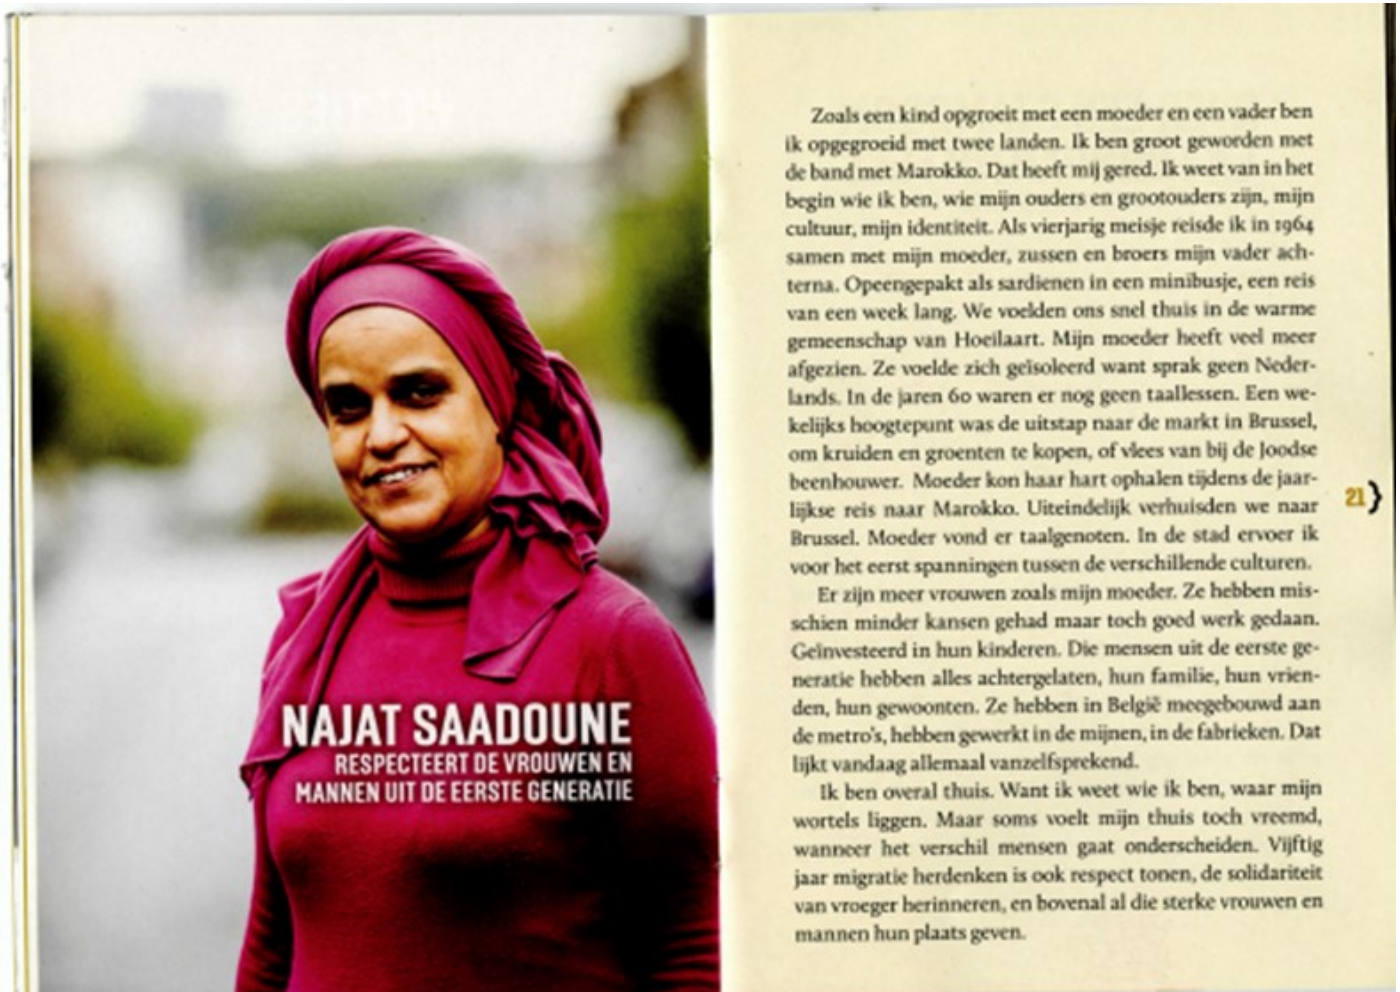 NAJAT SAADOUNE
RESPECTEERT DE VROUWEN EN
MANNEN UIT DE EERSTE GENERATIE
Zoals een kind opgroeit met een moeder en een vader ben
ik opgegroeid met twee landen. Ik ben groot geworden met
de band met Marokko. Dat heeft mij gered. Ik weet van in het
begin wie ik ben, wie mijn ouders en grootouders zijn, mijn
cultuur, mijn identiteit. Als vierjarig meisje reisde ik in 1964
samen met mijn moeder, zussen en broers mijn vader ach-
terna. Opeengepakt als sardienen in een minibusje, een reis
van een week lang. We voelden ons snel thuis in de warme
gemeenschap van Hoeilaart. Mijn moeder heeft veel meer
afgezien. Ze voelde zich geïsoleerd want sprak geen Neder-
lands. In de jaren 60 waren er nog geen taallessen. Een we-
kelijks hoogtepunt was de uitstap naar de markt in Brussel,
om kruiden en groenten te kopen, of vlees van bij de Joodse
beenhouwer. Moeder kon haar hart ophalen tijdens de jaar-
lijkse reis naar Marokko. Uiteindelijk verhuisden we naar
Brussel. Moeder vond er taalgenoten. In de stad ervoer ik
voor het eerst spanningen tussen de verschillende culturen.
Er zijn meer vrouwen zoals mijn moeder. Ze hebben mis-
schien minder kansen gehad maar toch goed werk gedaan.
Geïnvesteerd in hun kinderen. Die mensen uit de eerste ge-
neratie hebben alles achtergelaten, hun familie, hun vrien-
den, hun gewoonten. Ze hebben in België meegebouwd aan
de metro's, hebben gewerkt in de mijnen, in de fabrieken. Dat
lijkt vandaag allemaal vanzelfsprekend.
Ik ben overal thuis. Want ik weet wie ik ben, waar mijn
wortels liggen. Maar soms voelt mijn thuis toch vreemd,
wanneer het verschil mensen gaat onderscheiden. Vijftig
jaar migratie herdenken is ook respect tonen, de solidariteit
van vroeger herinneren, en bovenal al die sterke vrouwen en
mannen hun plaats geven.
21 }